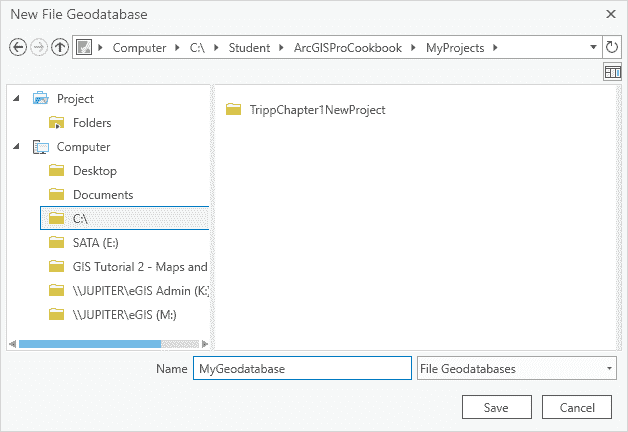 New File Geodatabase
Computer C:\ Student ArcGISProCookbook MyProjects
Project
Folders
Computer
Desktop
Documents
C:\
SATA (E:)
GIS Tutorial 2 - Maps and
\\JUPITER\eGIS Admin (K:)
\\JUPITER\eGIS (M:)
TrippChapter1NewProject
Name MyGeodatabase File Geodatabases
Save Cancel